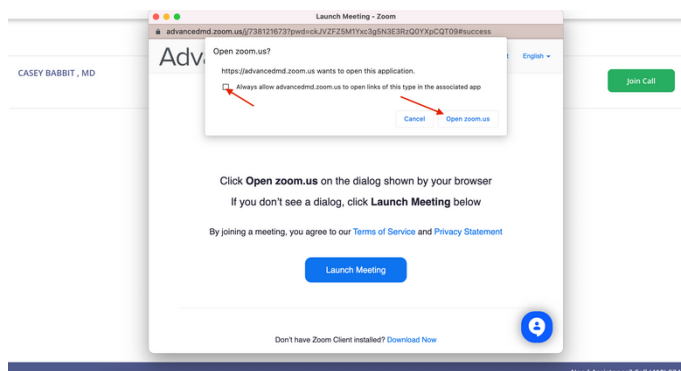 Launch Meeting - Zoom
advancedmd.zoom.us/j/738121673?pwd=ckJVZFZ5M1Yxc3g5N3E3RzQ0YXpCQT09#success
Adv
English
Open zoom.us?
https://advancedmd.zoom.us wants to open this application.
Always allow advancedmd.zoom.us to open links of this type in the associated app
Cancel Open zoom.us
CASEY BABBIT , MD
Join Call
Click Open zoom.us on the dialog shown by your browser
If you don't see a dialog, click Launch Meeting below
By joining a meeting, you agree to our Terms of Service and Privacy Statement
Launch Meeting
Don't have Zoom Client installed? Download Now